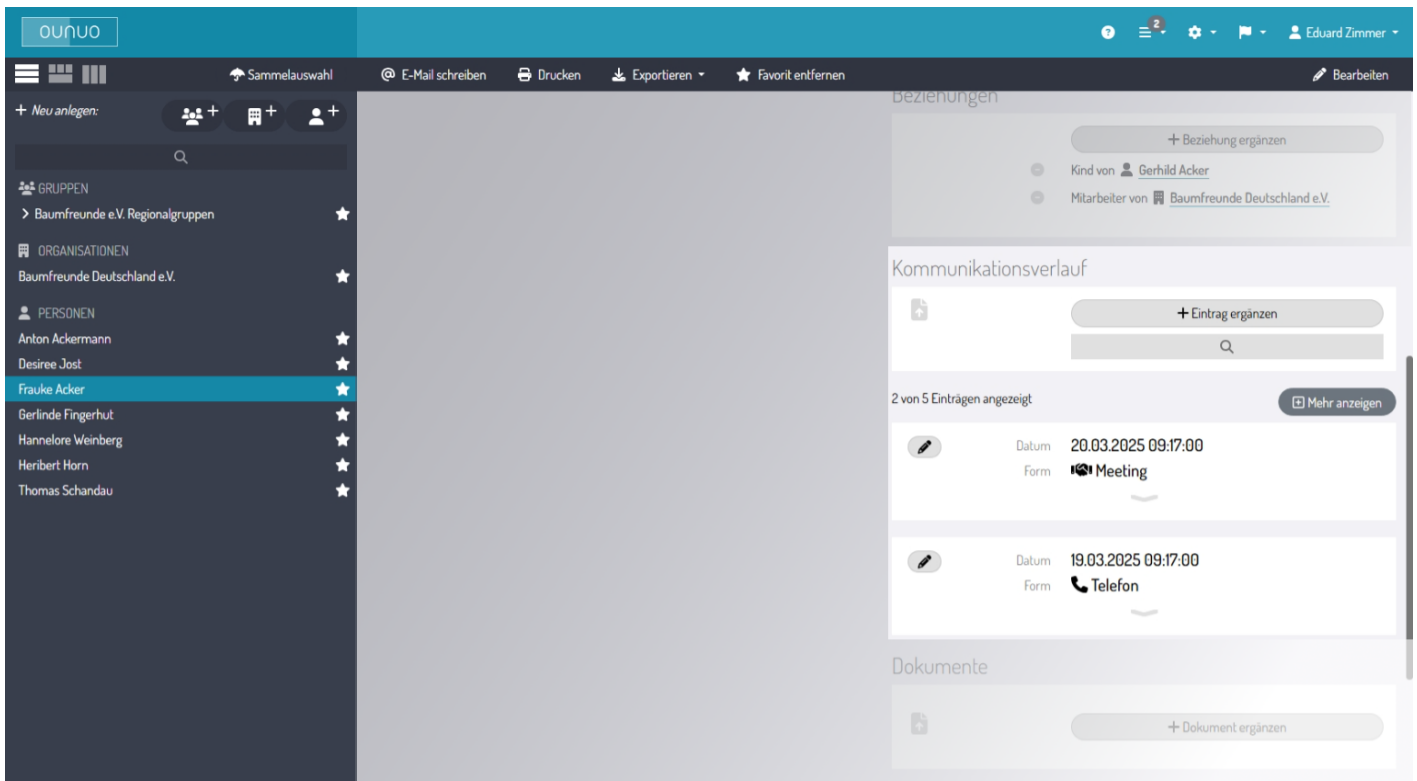 ounuo
2
Eduard Zimmer
Sammelauswahl
E-Mail schreiben
Drucken
Exportieren
Favorit entfernen
Bearbeiten
+ Neu anlegen:
GRUPPEN
Baumfreunde e.V. Regionalgruppen
ORGANISATIONEN
Baumfreunde Deutschland e.V.
PERSONEN
Anton Ackermann
Desiree Jost
Frauke Acker
Gerlinde Fingerhut
Hannelore Weinberg
Heribert Horn
Thomas Schandau
Beziehungen
+ Beziehung ergänzen
Kind von Gerhild Acker
Mitarbeiter von Baumfreunde Deutschland e.V.
Kommunikationsverlauf
+ Eintrag ergänzen
2 von 5 Einträgen angezeigt
Mehr anzeigen
Datum 20.03.2025 09:17:00
Form Meeting
Datum 19.03.2025 09:17:00
Form Telefon
Dokumente
+ Dokument ergänzen